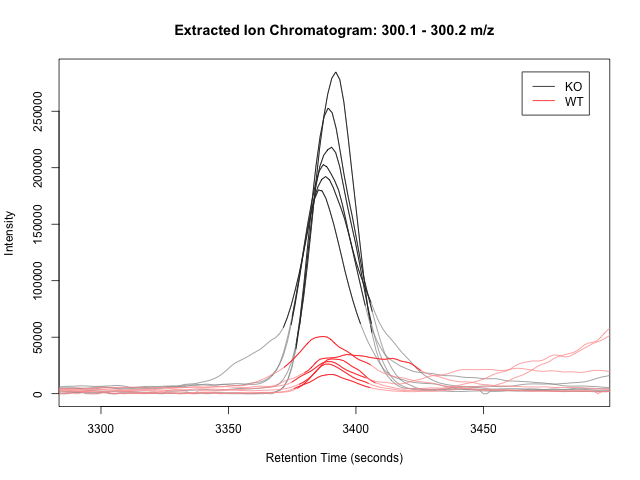 Extracted Ion Chromatogram: 300.1 - 300.2 m/z
KO
WT
Intensity
250000
200000
150000
100000
50000
0
3300
3350
3400
3450
Retention Time (seconds)